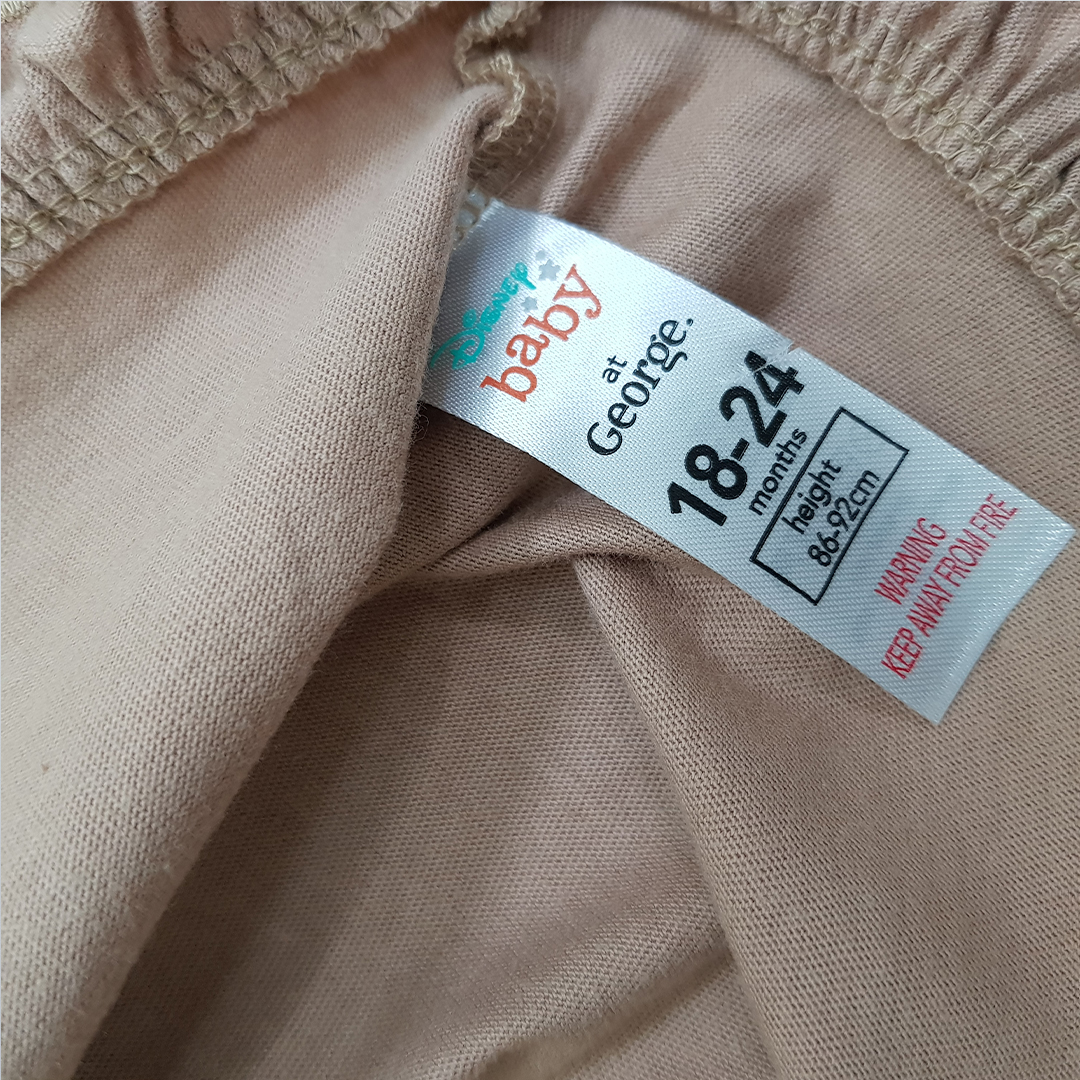 Disney
baby
at
George.
18-24
months
height
86-92cm
WARNING
KEEP AWAY FROM FIRE